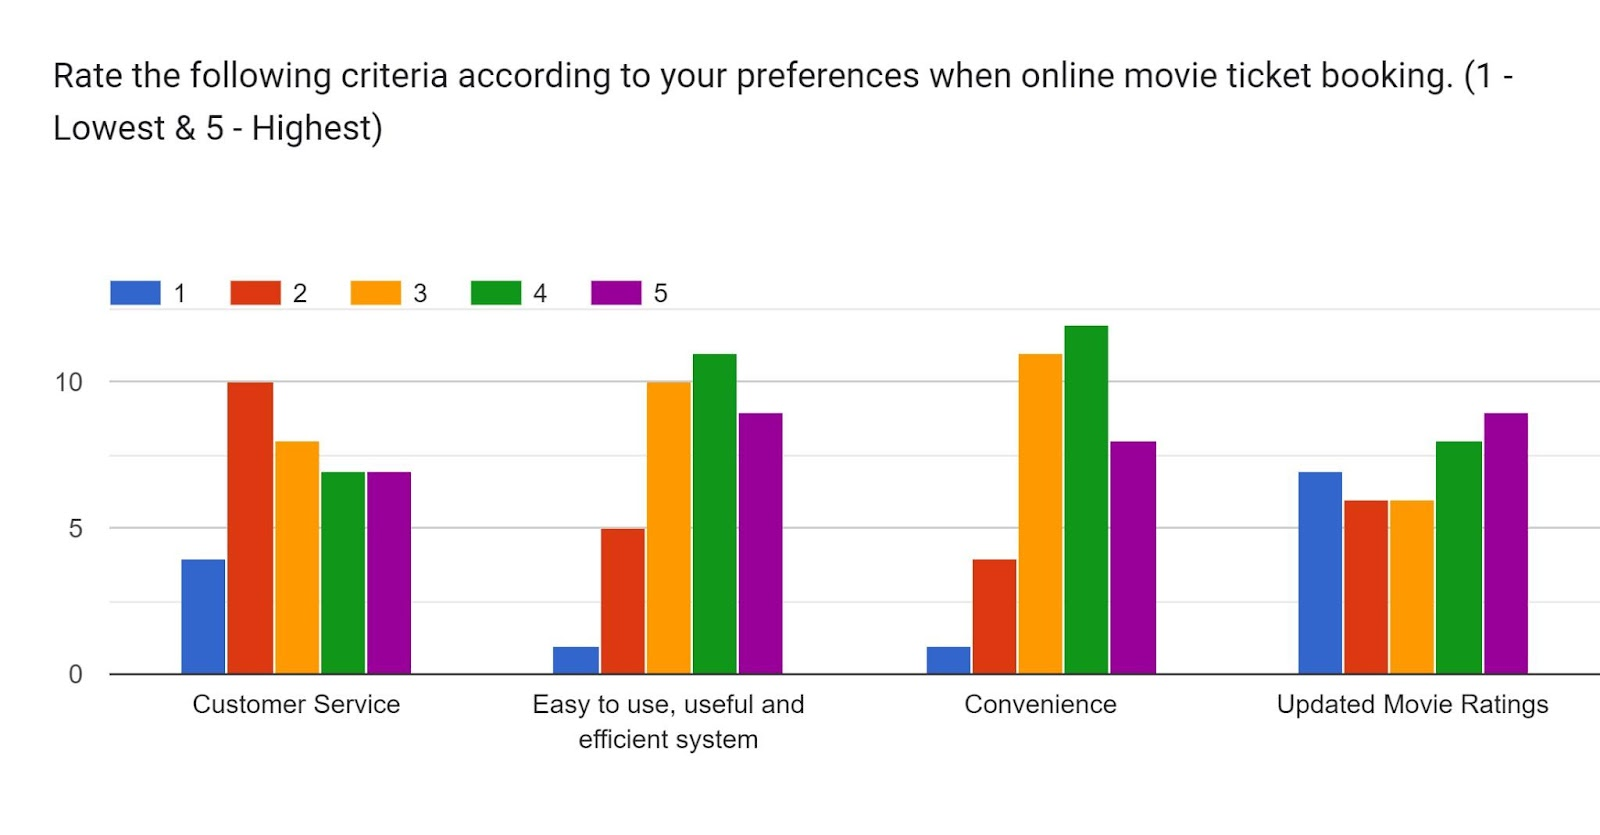 Rate the following criteria according to your preferences when online movie ticket booking. (1 -
Lowest & 5 - Highest)
1 2 3 4 5
10
5
0
Customer Service
Easy to use, useful and
efficient system
Convenience
Updated Movie Ratings